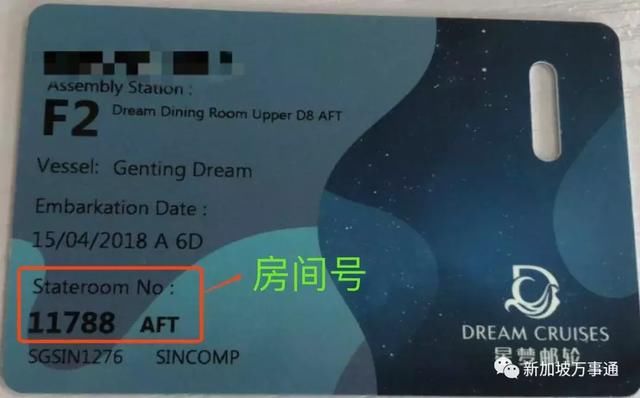 Assembly Station :
F2 Dream Dining Room Upper D8 AFT
Vessel: Genting Dream
Embarkation Date :
15/04/2018 A 6D
Stateroom No :
房间号
11788 AFT
SGSIN1276 SINCOMP
DREAM CRUISES
星梦邮轮
新加坡万事通